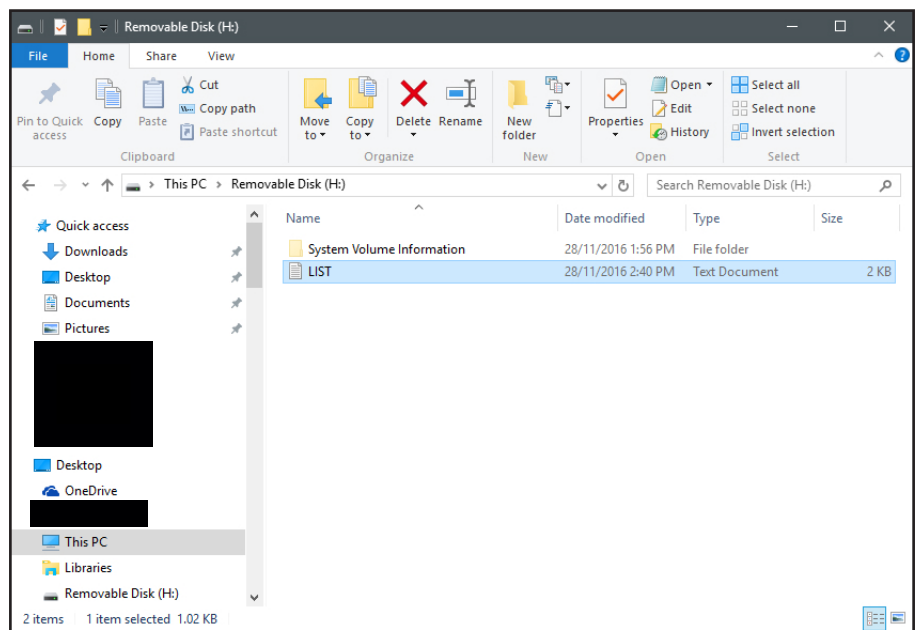 Removable Disk (H:)
File Home Share View
Pin to Quick access
Copy
Paste
Cut
Copy path
Paste shortcut
Clipboard
Move to
Copy to
Delete
Rename
Organize
New folder
New
Properties
Open
Edit
History
Open
Select all
Select none
Invert selection
Select
This PC > Removable Disk (H:)
Search Removable Disk (H:)
Quick access
Downloads
Desktop
Documents
Pictures
Desktop
OneDrive
This PC
Libraries
Removable Disk (H:)
Name Date modified Type Size
System Volume Information 28/11/2016 1:56 PM File folder
LIST 28/11/2016 2:40 PM Text Document 2 KB
2 items 1 item selected 1.02 KB